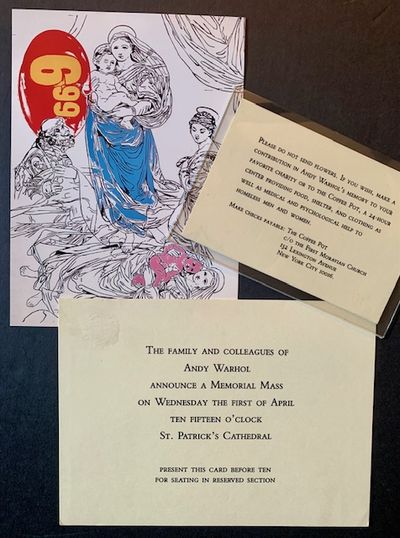 6.99
Please do not send flowers. If you wish, make a
contribution in Andy Warhol's memory to your
favorite charity or to the Coffee Pot, a 24-hour
center providing food, shelter, and clothing as
well as medical and psychological help to
homeless men and women.
Make checks payable: The Coffee Pot
c/o the First Moravian Church
154 Lexington Avenue
New York City 10016.
The family and colleagues of
Andy Warhol
announce a Memorial Mass
on Wednesday the first of April
ten fifteen o'clock
St. Patrick's Cathedral
present this card before ten
for seating in reserved section